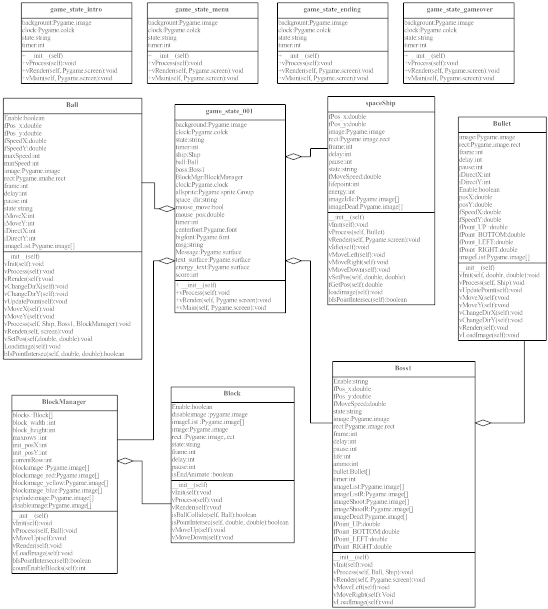 game_state_intro
background:Pygame.image
clock:Pygame.colck
state:string
timer:int
+__init__(self)
+vProcess(self):void
+vRender(self, Pygame.screen):void
+vMain(self, Pygame.screen):void
game_state_menu
background:Pygame.image
clock:Pygame.colck
state:string
timer:int
+__init__(self)
+vProcess(self):void
+vRender(self, Pygame.screen):void
+vMain(self, Pygame.screen):void
game_state_ending
background:Pygame.image
clock:Pygame.colck
state:string
timer:int
+__init__(self)
+vProcess(self):void
+vRender(self, Pygame.screen):void
+vMain(self, Pygame.screen):void
game_state_gameover
background:Pygame.image
clock:Pygame.colck
state:string
timer:int
+__init__(self)
+vProcess(self):void
+vRender(self, Pygame.screen):void
+vMain(self, Pygame.screen):void
Ball
Enable:boolean
fPos_x:double
fPos_y:double
fSpeedX:double
fSpeedY:double
maxSpeed:int
minSpeed:int
image:Pygame.image
rect:Pygame.image.rect
frame:int
delay:int
pause:int
state:string
iMoveX:int
iMoveY:int
iDirectX:int
iDirectY:int
imageList:Pygame.image[]
__init__(self)
vInit(self):void
vProcess(self):void
vRender(self):void
vChangeDirX(self):void
vChangeDirY(self):void
vUpdatePoint(self):void
vMoveX(self):void
vMoveY(self):void
vProcess(self, Ship, Boss1, BlockManager):void
vRender(self, screen):void
vSetPos(self,double, double):void
LoadImage(self):void
bIsPointIntersec(self, double, double):boolean
game_state_001
background:Pygame.image
clock:Pygame.colck
state:string
timer:int
ship:Ship
ball:Ball
boss:Boss1
BlockMgr:BlockManager
clock:Pygame.clock
allsprite:Pygame.sprite.Group
space_dir:string
mouse_move:bool
mouse_pos:double
timer:int
centerfont:Pygame.font
bigfont:Pygame.font
msg:string
Message:Pygame.surface
test_surface:Pygame.surface
energy_text:Pygame.surface
score:int
+__init__(self)
+vProcess(self):void
+vRender(self, Pygame.screen):void
+vMain(self, Pygame.screen):void
spaceShip
fPos_x:double
fPos_y:double
image:Pygame.image
rect:Pygame.image.rect
frame:int
delay:int
pause:int
state:string
fMoveSpeed:double
lifepoint:int
energy:int
imageIdle:Pygame.image[]
imageDead:Pygame.image[]
__init__(self)
vInit(self):void
vProcess(self, Bullet)
vRender(self, Pygame.screen):void
vIdle(self):void
vMoveLeft(self):void
vMoveRight(self):void
vMoveDown(self):void
vSetPos(self, double, double)
fGetPos(self):double
loadimage(self):void
bIsPointIntersec(self):boolean
Bullet
image:Pygame.image
rect:Pygame.image.rect
frame:int
delay:int
pause:int
iDirectX:int
iDirectY:int
Enable:boolean
posX:double
posY:double
fSpeedX:double
fSpeedY:double
fPoint_UP:double
fPoint_BOTTOM:double
fPoint_LEFT:double
fPoint_RIGHT:double
imageList:Pygame.image[]
__init__(self)
vInit(self, double, double):void
vProcess(self, Ship):void
vUpdatePoint(self):void
vMoveX(self):void
vMoveY(self):void
vChangeDirX(self):void
vChangeDirY(self):void
vRender(self):void
vLoadImage(self):void
BlockManager
blocks:Block[]
block_width:int
block_height:int
maxrows:int
init_posX:int
init_posY:int
currentRow:int
blockimage:Pygame.image[]
blockimage_red:Pygame.image[]
blockimage_yellow:Pygame.image[]
blockimage_blue:Pygame.image[]
explodeimage:Pygame.image[]
disableimage:Pygame.image[]
__init__(self)
vInit(self):void
vProcess(self, Ball):void
vMoveUp(self):void
vRender(self):void
vLoadImage(self):void
bIsPointIntersec(self):boolean
countEnableBlocks(self):int
Block
Enable:boolean
disableimage:pygame.image
imageList:Pygame.image[]
image:Pygame.image
rect:Pygame.image.rect
state:string
frame:int
delay:int
pause:int
isEndAnimate:boolean
__init__(self):void
vInit(self):void
vProcess(self):void
vRender(self):void
isBallCollide(self, Ball):boolean
isPointIntersec(self, double, double):boolean
vMoveUp(self):void
vMoveDown(self):void
Boss1
Enable:string
fPos_x:double
fPos_y:double
fMoveSpeed:double
state:string
image:Pygame.image
rect:Pygame.image.rect
frame:int
delay:int
pause:int
life:int
ammo:int
bullet:Bullet[]
timer:int
imageList:Pygame.image[]
imageListR:Pygame.image[]
imageShoot:Pygame.image[]
imageShootR:Pygame.image[]
imageDead:Pygame.image[]
fPoint_UP:double
fPoint_BOTTOM:double
fPoint_LEFT:double
fPoint_RIGHT:double
__init__(self)
vInit(self):void
vProcess(self, Ball, Ship):void
vRender(self, Pygame.screen):void
vMoveLeft(self):void
vMoveRight(self):Void
vLoadImage(self):void